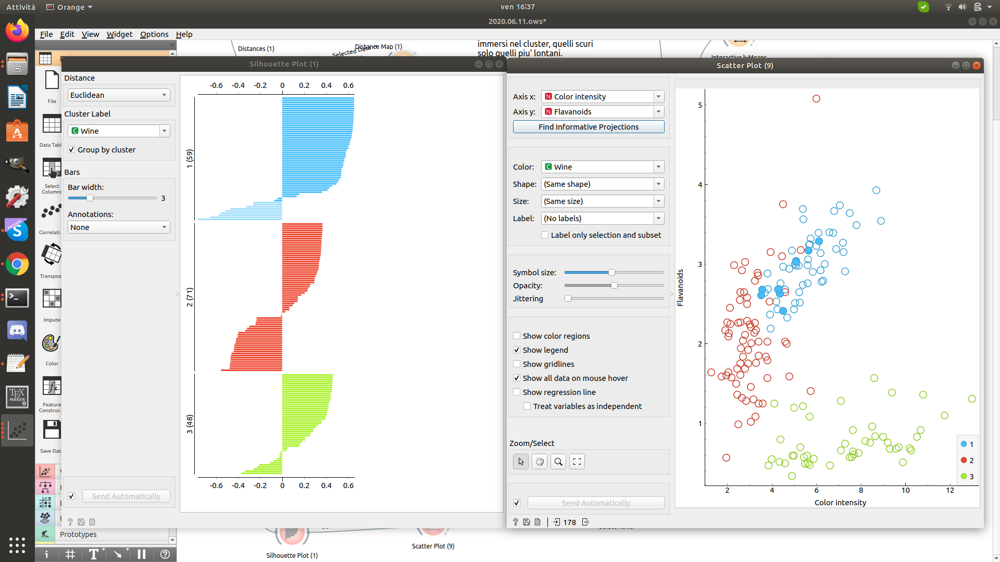 Attività
Orange
ven 16:37
2020.06.11.ows*
File Edit View Widget Options Help
Distances (1)
Selected Data →
Distance Map (1)
immersi nel cluster, quelli scuri
solo quelli piu' lontani.
Interactive k-Means
File
Data Tabl
Select
Columns
Correlati..
Transpos
Impute
Color
Feature
Construc..
Save Dat
Prototypes
Silhouette Plot (1)
Distance
Euclidean
Cluster Label
C Wine
Group by cluster
Bars
Bar width:
3
Annotations:
None
Send Automatically
-0.6 -0.4 -0.2 0 0.2 0.4 0.6
1 (59)
2 (71)
3 (48)
-0.6 -0.4 -0.2 0 0.2 0.4 0.6
Scatter Plot (9)
Axis x: N Color intensity
Axis y: N Flavanoids
Find Informative Projections
Color: C Wine
Shape: (Same shape)
Size: (Same size)
Label: (No labels)
Label only selection and subset
Symbol size:
Opacity:
Jittering
Show color regions
Show legend
Show gridlines
Show all data on mouse hover
Show regression line
Treat variables as independent
Zoom/Select
Send Automatically
178
Flavanoids
5
4
3
2
1
2 4 6 8 10 12
Color intensity
1
2
3
Silhouette Plot (1)
Scatter Plot (9)
PREVIEW
TEX
MAKER